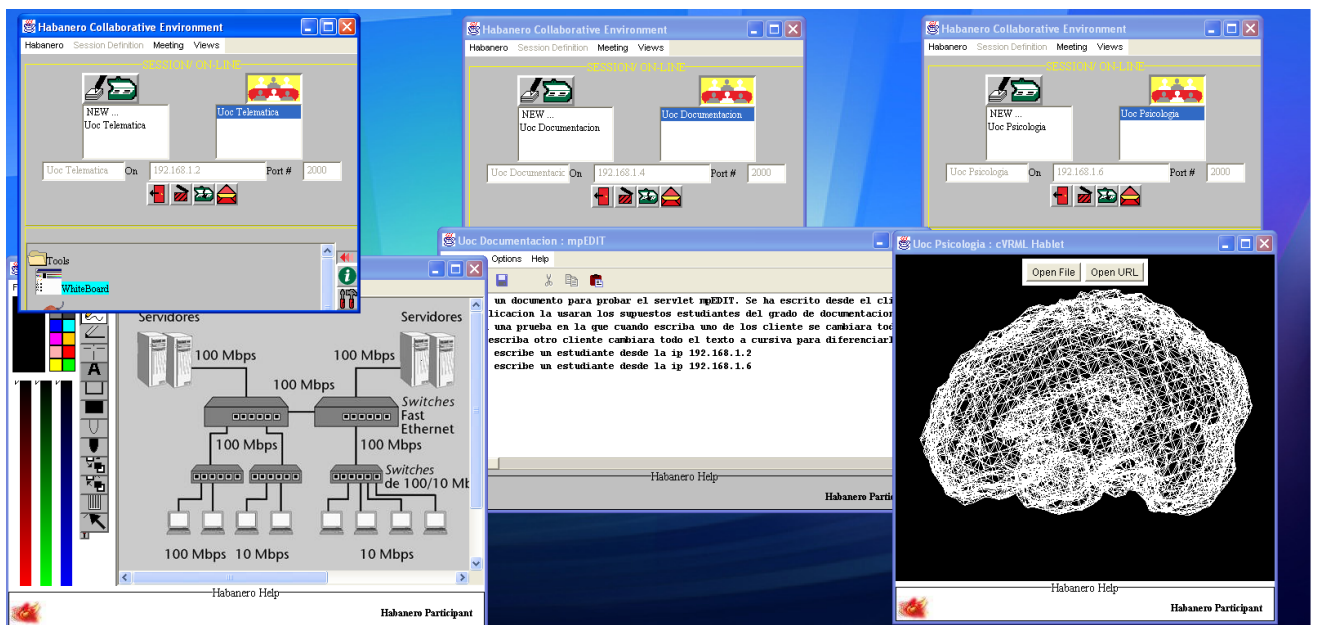 Habanero Collaborative Environment
Habanero Session Definition Meeting Views
SESSION/ ON-LINE
NEW ...
Uoc Telematica
Uoc Telematica
Uoc Telematica On 192.168.1.2 Port # 2000
Tools
WhiteBoard
Habanero Collaborative Environment
Habanero Session Definition Meeting Views
SESSION/ ON-LINE
NEW ...
Uoc Documentacion
Uoc Documentacion
Uoc Documentacic On 192.168.1.4 Port # 2000
Habanero Collaborative Environment
Habanero Session Definition Meeting Views
SESSION/ ON-LINE
NEW ...
Uoc Psicologia
Uoc Psicologia
Uoc Psicologia On 192.168.1.6 Port # 2000
Servidores Servidores
100 Mbps 100 Mbps
100 Mbps
Switches
Fast
Ethernet
100 Mbps 100 Mbps
Switches
de 100/10 Mb
100 Mbps 10 Mbps 10 Mbps
A
Habanero Help
Habanero Participant
Uoc Documentacion : mpEDIT
Options Help
un documento para probar el servlet mpEDIT. Se ha escrito desde el cli
licacion la usaran los supuestos estudiantes del grado de documentacion
una prueba en la que cuando escriba uno de los cliente se cambiara tod
escriba otro cliente cambiara todo el texto a cursiva para diferenciarl
escribe un estudiante desde la ip 192.168.1.2
escribe un estudiante desde la ip 192.168.1.6
Habanero Help
Habanero Partic
Uoc Psicologia : cVRML Hablet
Open File Open URL
Habanero Help
Habanero Participant